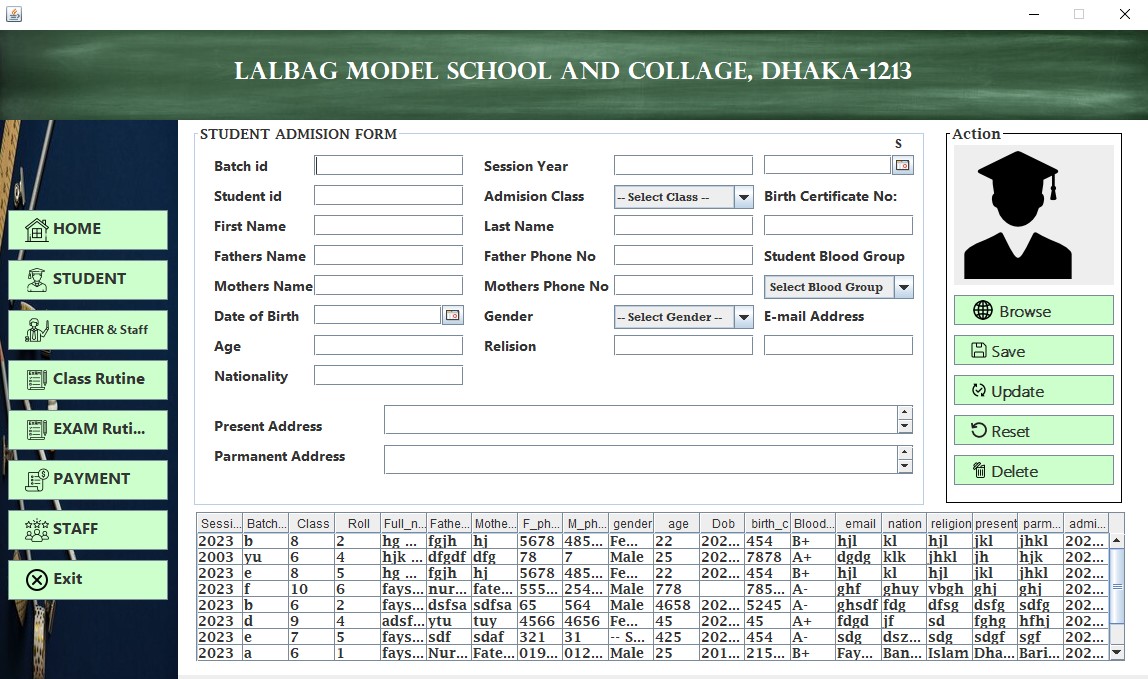 LALBAG MODEL SCHOOL AND COLLAGE, DHAKA-1213
HOME
STUDENT
TEACHER & Staff
Class Rutine
EXAM Ruti...
PAYMENT
STAFF
Exit
STUDENT ADMISION FORM
S
Batch id Session Year
Student id Admision Class -- Select Class -- Birth Certificate No:
First Name Last Name
Fathers Name Father Phone No Student Blood Group
Mothers Name Mothers Phone No Select Blood Group
Date of Birth Gender -- Select Gender -- E-mail Address
Age Relision
Nationality
Present Address
Parmanent Address
Action
Browse
Save
Update
Reset
Delete
Sessi... Batch... Class Roll Full_n... Fathe... Mothe... F_ph... M_ph... gender age Dob birth_c Blood... email nation religion present parm... admi...
2023 b 8 2 hg ... fgjh hj 5678 485... Fe... 22 202... 454 B+ hjl kl hjl jkl jhkl 202...
2003 yu 6 4 hjk ... dfgdf dfg 78 7 Male 25 202... 7878 A+ dgdg klk jhkl jh hjk 202...
2023 e 8 5 hg ... fgjh hj 5678 485... Fe... 22 202... 454 B+ hjl kl hjl jkl jhkl 202...
2023 f 10 6 fays... nur... fate... 555... 254... Male 778 785... A- ghf ghuy vbgh ghj ghj 202...
2023 b 6 2 fays... dsfsa sdfsa 65 564 Male 4658 202... 5245 A- ghsdf fdg dfsg dsfg sdfg 202...
2023 d 9 4 adsf... ytu tuy 4566 4656 Fe... 45 202... 45 A+ fdgd jf sd fghg hfhj 202...
2023 e 7 5 fays... sdf sdaf 321 31 -- S... 425 202... 454 A- sdg dsz... sdg sdgf sgf 202...
2023 a 6 1 fays... Nur... Fate... 019... 012... Male 25 201... 215... B+ Fay... Ban... Islam Dha... Bari... 202...